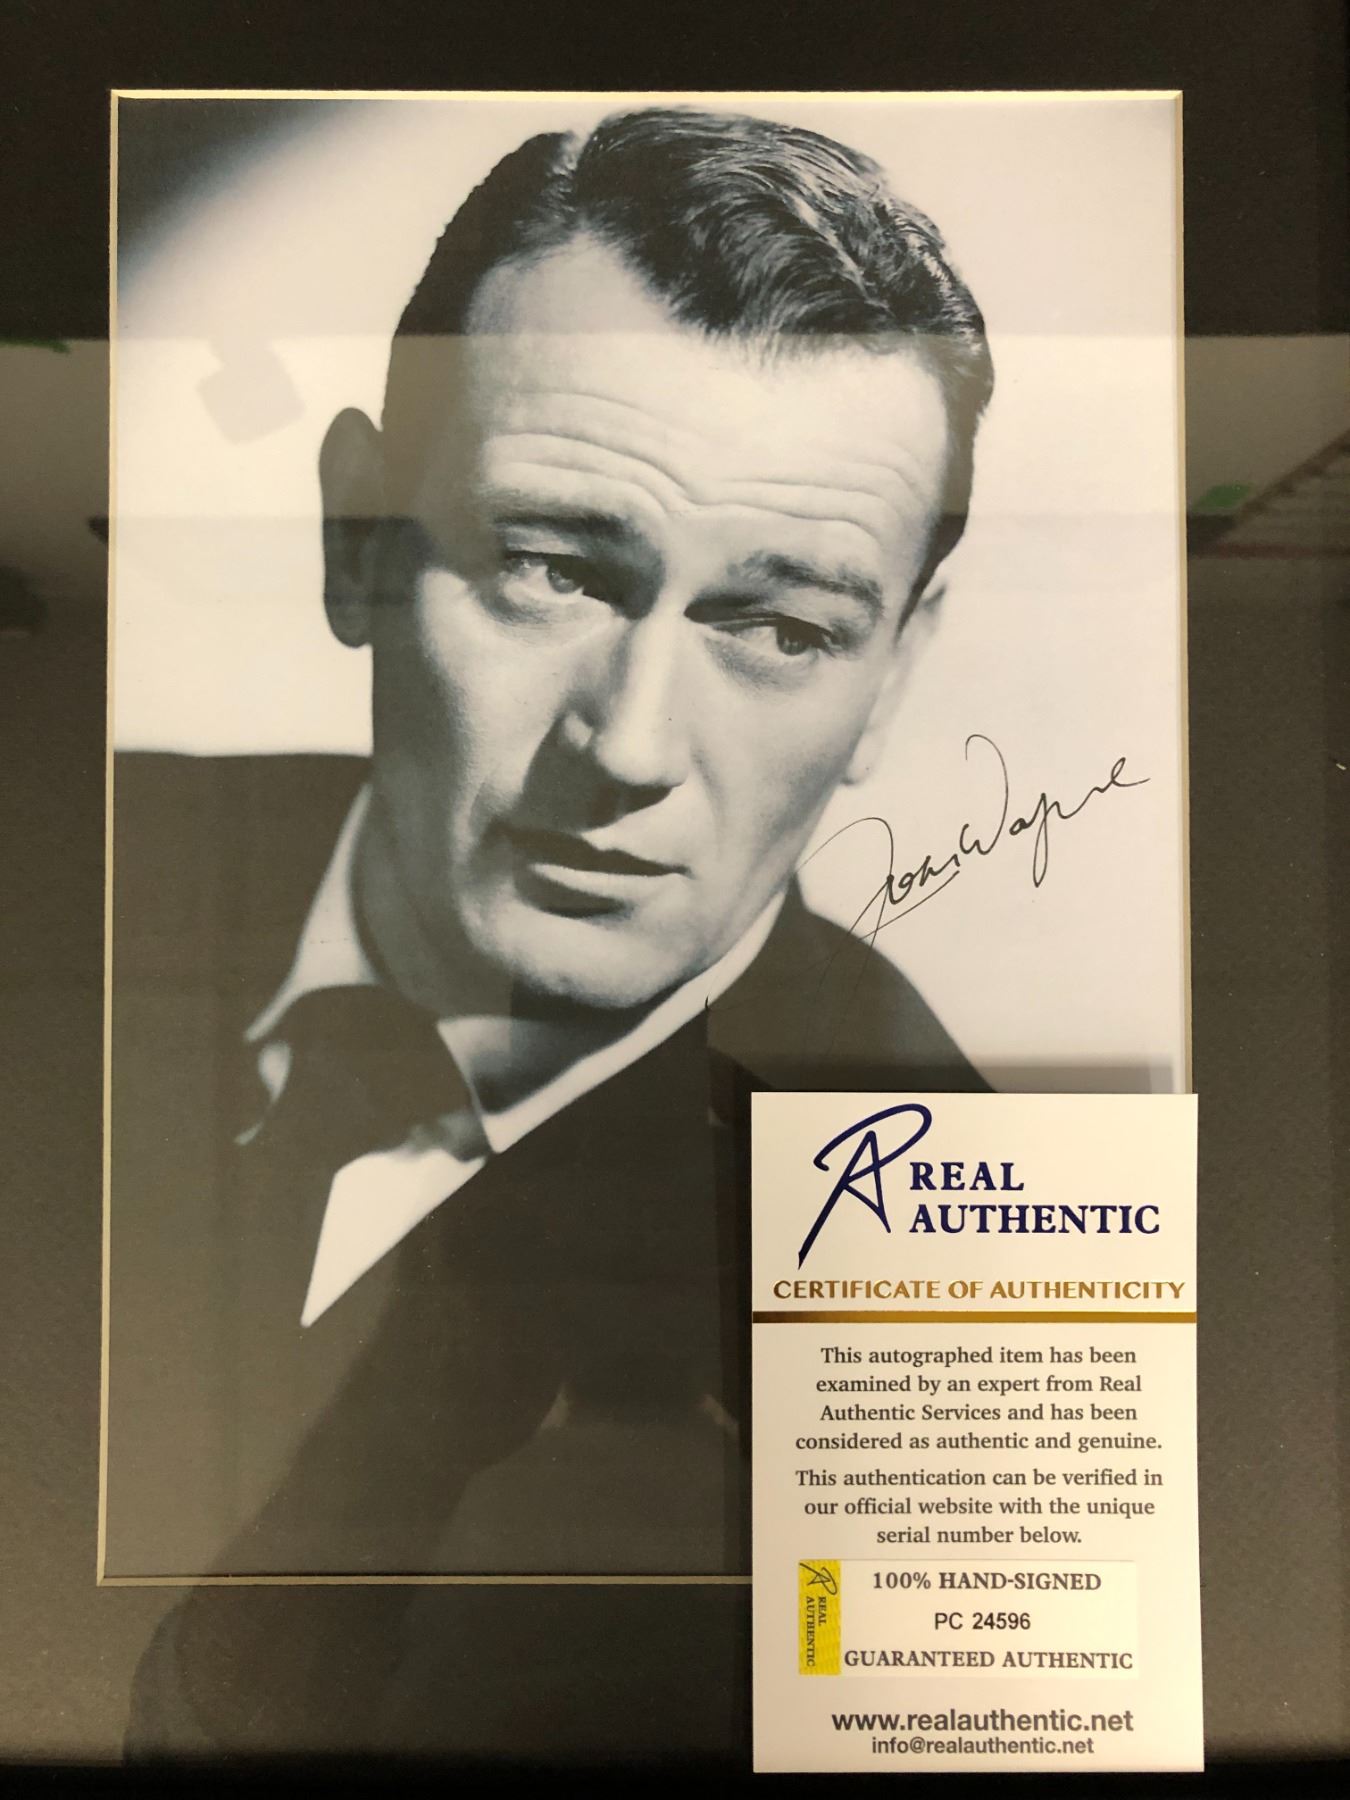 John Wayne
REAL
AUTHENTIC
CERTIFICATE OF AUTHENTICITY
This autographed item has been
examined by an expert from Real
Authentic Services and has been
considered as authentic and genuine.
This authentication can be verified in
our official website with the unique
serial number below.
REAL
AUTHENTIC
100% HAND-SIGNED
PC 24596
GUARANTEED AUTHENTIC
www.realauthentic.net
info@realauthentic.net